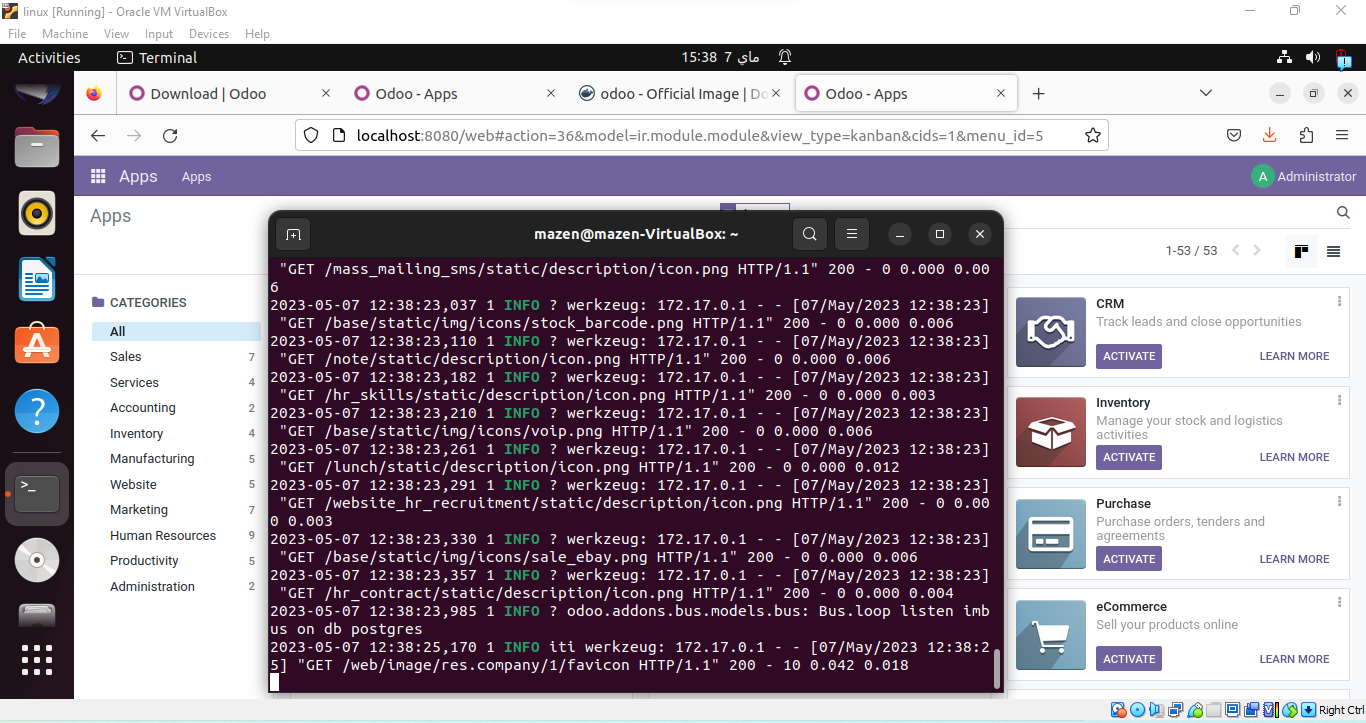 linux [Running] - Oracle VM VirtualBox
File Machine View Input Devices Help
Activities Terminal 15:38 7 ماي
Download | Odoo
Odoo - Apps
odoo - Official Image | Do
Odoo - Apps
localhost:8080/web#action=36&model=ir.module.module&view_type=kanban&cids=1&menu_id=5
Apps Apps A Administrator
Apps
1-53 / 53
CATEGORIES
All
Sales 7
Services 4
Accounting 2
Inventory 4
Manufacturing 5
Website 5
Marketing 7
Human Resources 9
Productivity 5
Administration 2
mazen@mazen-VirtualBox: ~
"GET /mass_mailing_sms/static/description/icon.png HTTP/1.1" 200 - 0 0.000 0.00
6
2023-05-07 12:38:23,037 1 INFO ? werkzeug: 172.17.0.1 - - [07/May/2023 12:38:23]
"GET /base/static/img/icons/stock_barcode.png HTTP/1.1" 200 - 0 0.000 0.006
2023-05-07 12:38:23,110 1 INFO ? werkzeug: 172.17.0.1 - - [07/May/2023 12:38:23]
"GET /note/static/description/icon.png HTTP/1.1" 200 - 0 0.000 0.006
2023-05-07 12:38:23,182 1 INFO ? werkzeug: 172.17.0.1 - - [07/May/2023 12:38:23]
"GET /hr_skills/static/description/icon.png HTTP/1.1" 200 - 0 0.000 0.003
2023-05-07 12:38:23,210 1 INFO ? werkzeug: 172.17.0.1 - - [07/May/2023 12:38:23]
"GET /base/static/img/icons/voip.png HTTP/1.1" 200 - 0 0.000 0.006
2023-05-07 12:38:23,261 1 INFO ? werkzeug: 172.17.0.1 - - [07/May/2023 12:38:23]
"GET /lunch/static/description/icon.png HTTP/1.1" 200 - 0 0.000 0.012
2023-05-07 12:38:23,291 1 INFO ? werkzeug: 172.17.0.1 - - [07/May/2023 12:38:23]
"GET /website_hr_recruitment/static/description/icon.png HTTP/1.1" 200 - 0 0.00
0 0.003
2023-05-07 12:38:23,330 1 INFO ? werkzeug: 172.17.0.1 - - [07/May/2023 12:38:23]
"GET /base/static/img/icons/sale_ebay.png HTTP/1.1" 200 - 0 0.000 0.006
2023-05-07 12:38:23,357 1 INFO ? werkzeug: 172.17.0.1 - - [07/May/2023 12:38:23]
"GET /hr_contract/static/description/icon.png HTTP/1.1" 200 - 0 0.000 0.004
2023-05-07 12:38:23,985 1 INFO ? odoo.addons.bus.models.bus: Bus.loop listen imb
us on db postgres
2023-05-07 12:38:25,170 1 INFO iti werkzeug: 172.17.0.1 - - [07/May/2023 12:38:2
5] "GET /web/image/res.company/1/favicon HTTP/1.1" 200 - 10 0.042 0.018
CRM
Track leads and close opportunities
ACTIVATE LEARN MORE
Inventory
Manage your stock and logistics
activities
ACTIVATE LEARN MORE
Purchase
Purchase orders, tenders and
agreements
ACTIVATE LEARN MORE
eCommerce
Sell your products online
ACTIVATE LEARN MORE
Right Ctrl